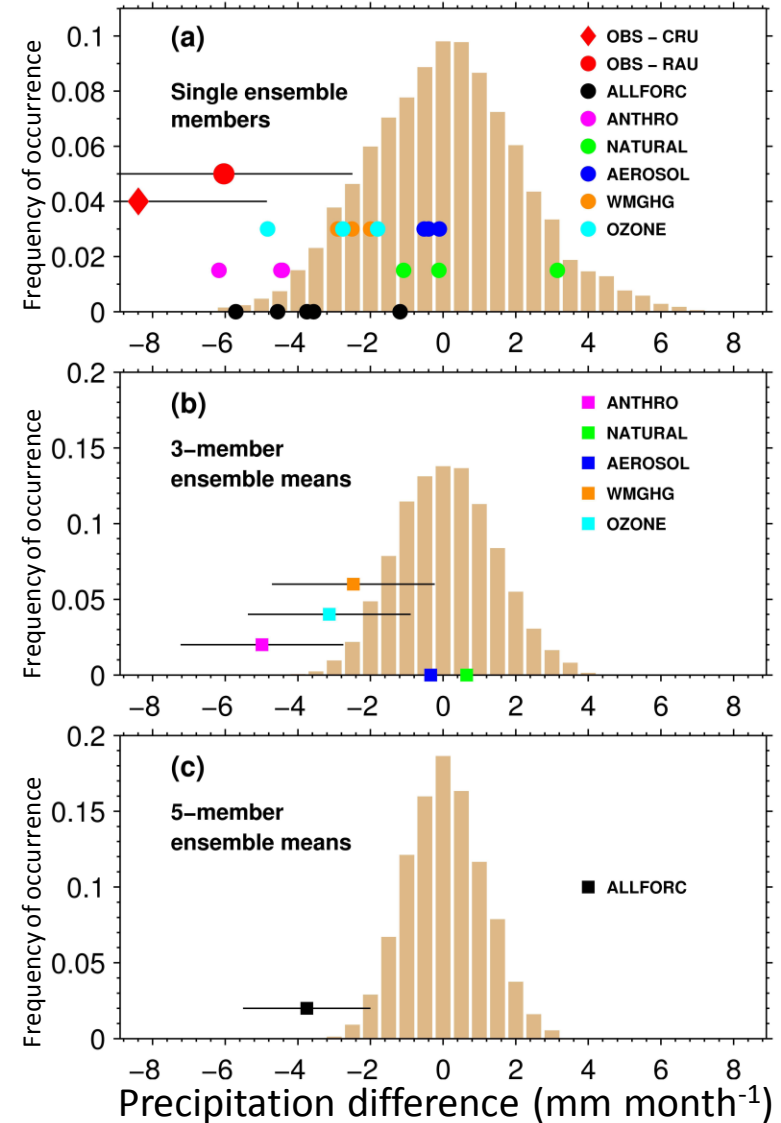 (a)
Single ensemble
members
Frequency of occurrence
0.1
0.08
0.06
0.04
0.02
0
OBS − CRU
OBS − RAU
ALLFORC
ANTHRO
NATURAL
AEROSOL
WMGHG
OZONE
−8 −6 −4 −2 0 2 4 6 8
(b)
3−member
ensemble means
Frequency of occurrence
0.2
0.15
0.1
0.05
0
ANTHRO
NATURAL
AEROSOL
WMGHG
OZONE
−8 −6 −4 −2 0 2 4 6 8
(c)
5−member
ensemble means
Frequency of occurrence
0.2
0.15
0.1
0.05
0
ALLFORC
−8 −6 −4 −2 0 2 4 6 8
Precipitation difference (mm month⁻¹)